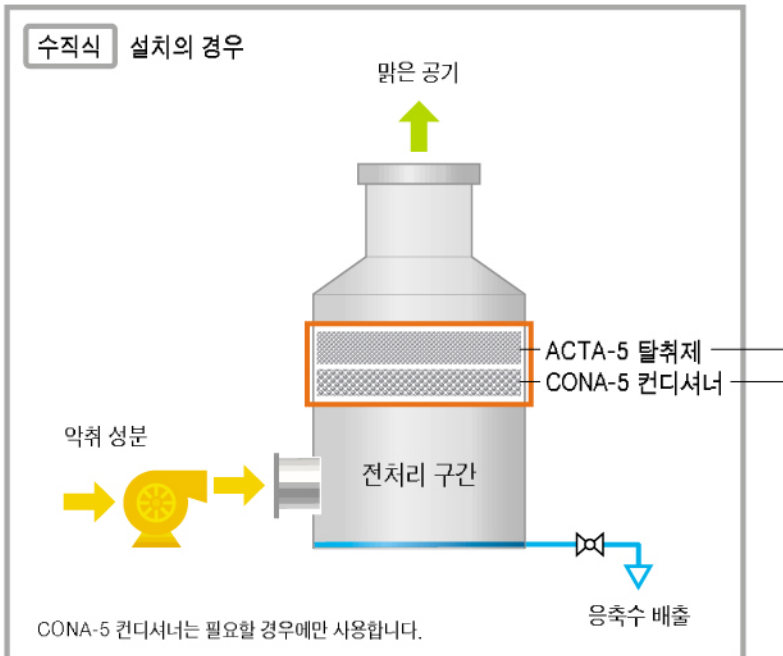 수직식 설치의 경우
맑은 공기
ACTA-5 탈취제
CONA-5 컨디셔너
악취 성분
전처리 구간
응축수 배출
CONA-5 컨디셔너는 필요할 경우에만 사용합니다.